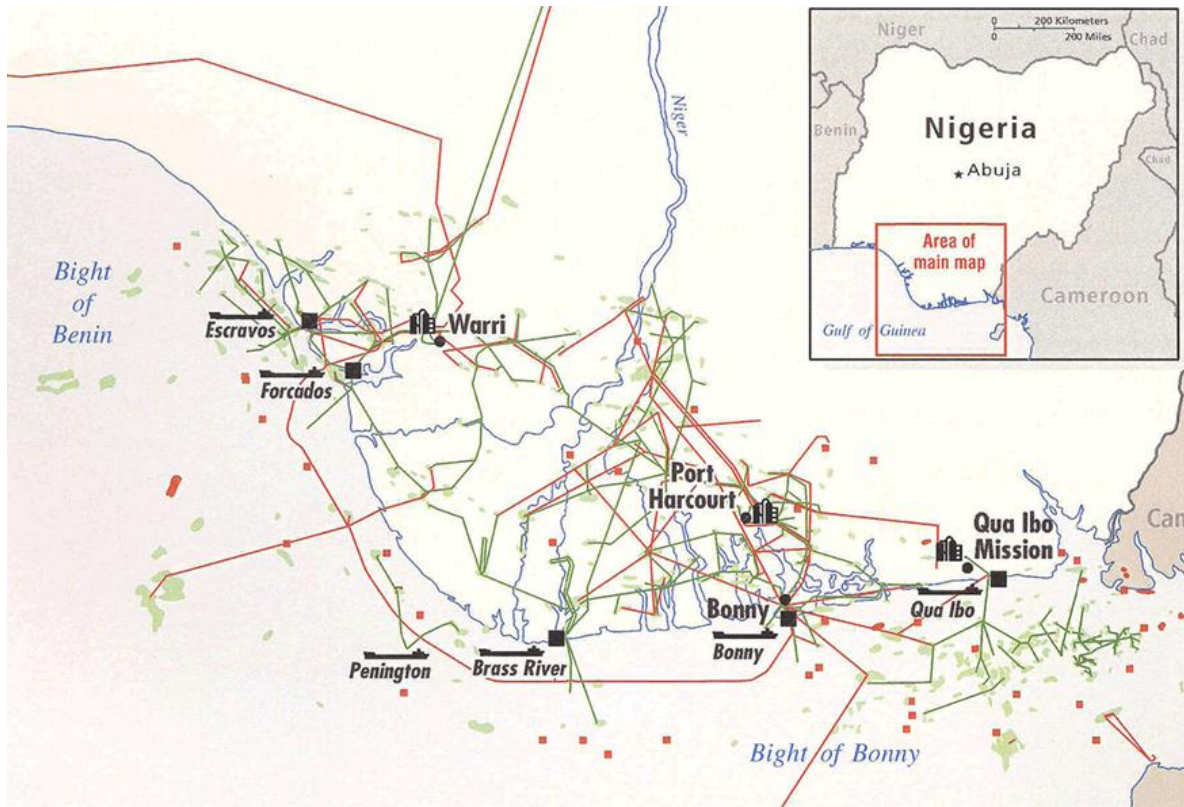 200 Kilometers
0
0
200 Miles
Niger
Chad
Benin
Nigeria
Abuja
Chad
Area of
main map
Cameroon
Gulf of Guinea
Niger
Bight
of
Benin
Escravos
Warri
Forcados
Port
Harcourt
Qua Ibo
Mission
Cam
Qua Ibo
Bonny
Bonny
Penington
Brass River
Bight of Bonny